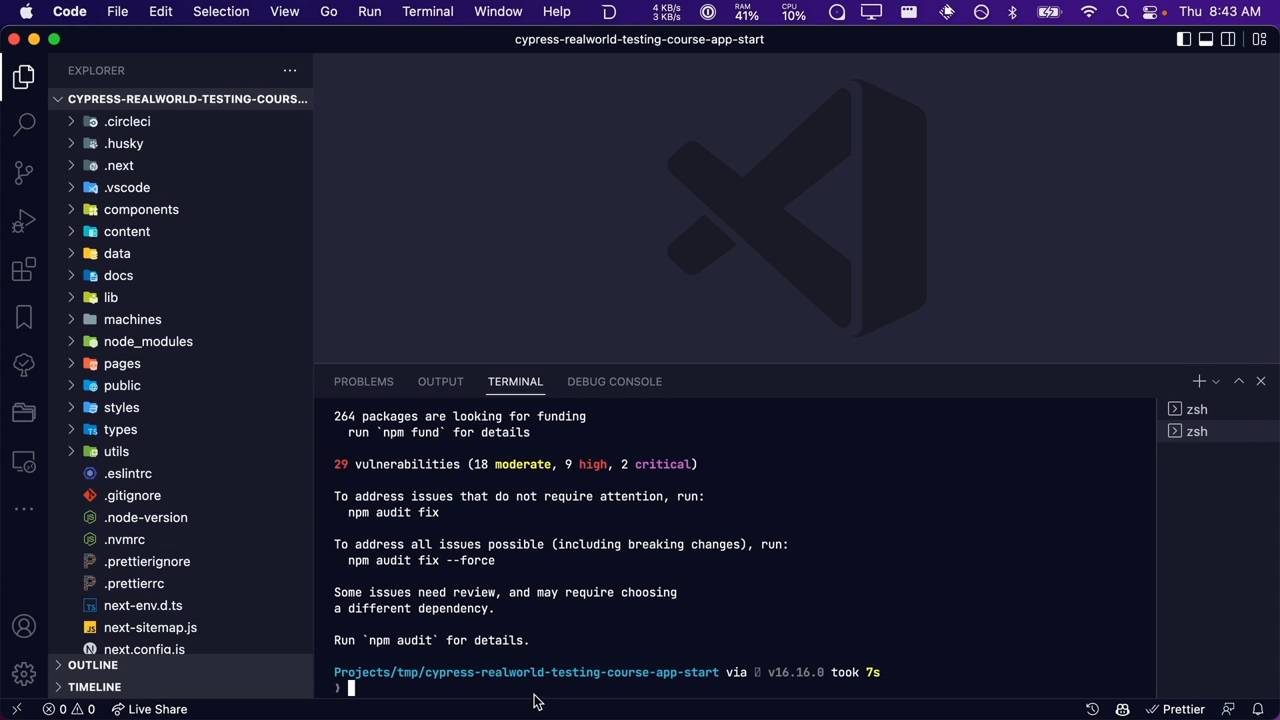 Code File Edit Selection View Go Run Terminal Window Help 4 KB/s 3 KB/s RAM 41% CPU 10% Thu 8:43 AM
cypress-realworld-testing-course-app-start
EXPLORER
CYPRESS-REALWORLD-TESTING-COURS...
.circleci
.husky
.next
.vscode
components
content
data
docs
lib
machines
node_modules
pages
public
styles
types
utils
.eslintrc
.gitignore
.node-version
.nvmrc
.prettierignore
.prettierrc
next-env.d.ts
next-sitemap.js
next.config.js
OUTLINE
TIMELINE
PROBLEMS OUTPUT TERMINAL DEBUG CONSOLE
264 packages are looking for funding
run `npm fund` for details
29 vulnerabilities (18 moderate, 9 high, 2 critical)
To address issues that do not require attention, run:
npm audit fix
To address all issues possible (including breaking changes), run:
npm audit fix --force
Some issues need review, and may require choosing
a different dependency.
Run `npm audit` for details.
Projects/tmp/cypress-realworld-testing-course-app-start via v16.16.0 took 7s
❯
zsh
zsh
0 0 Live Share Prettier